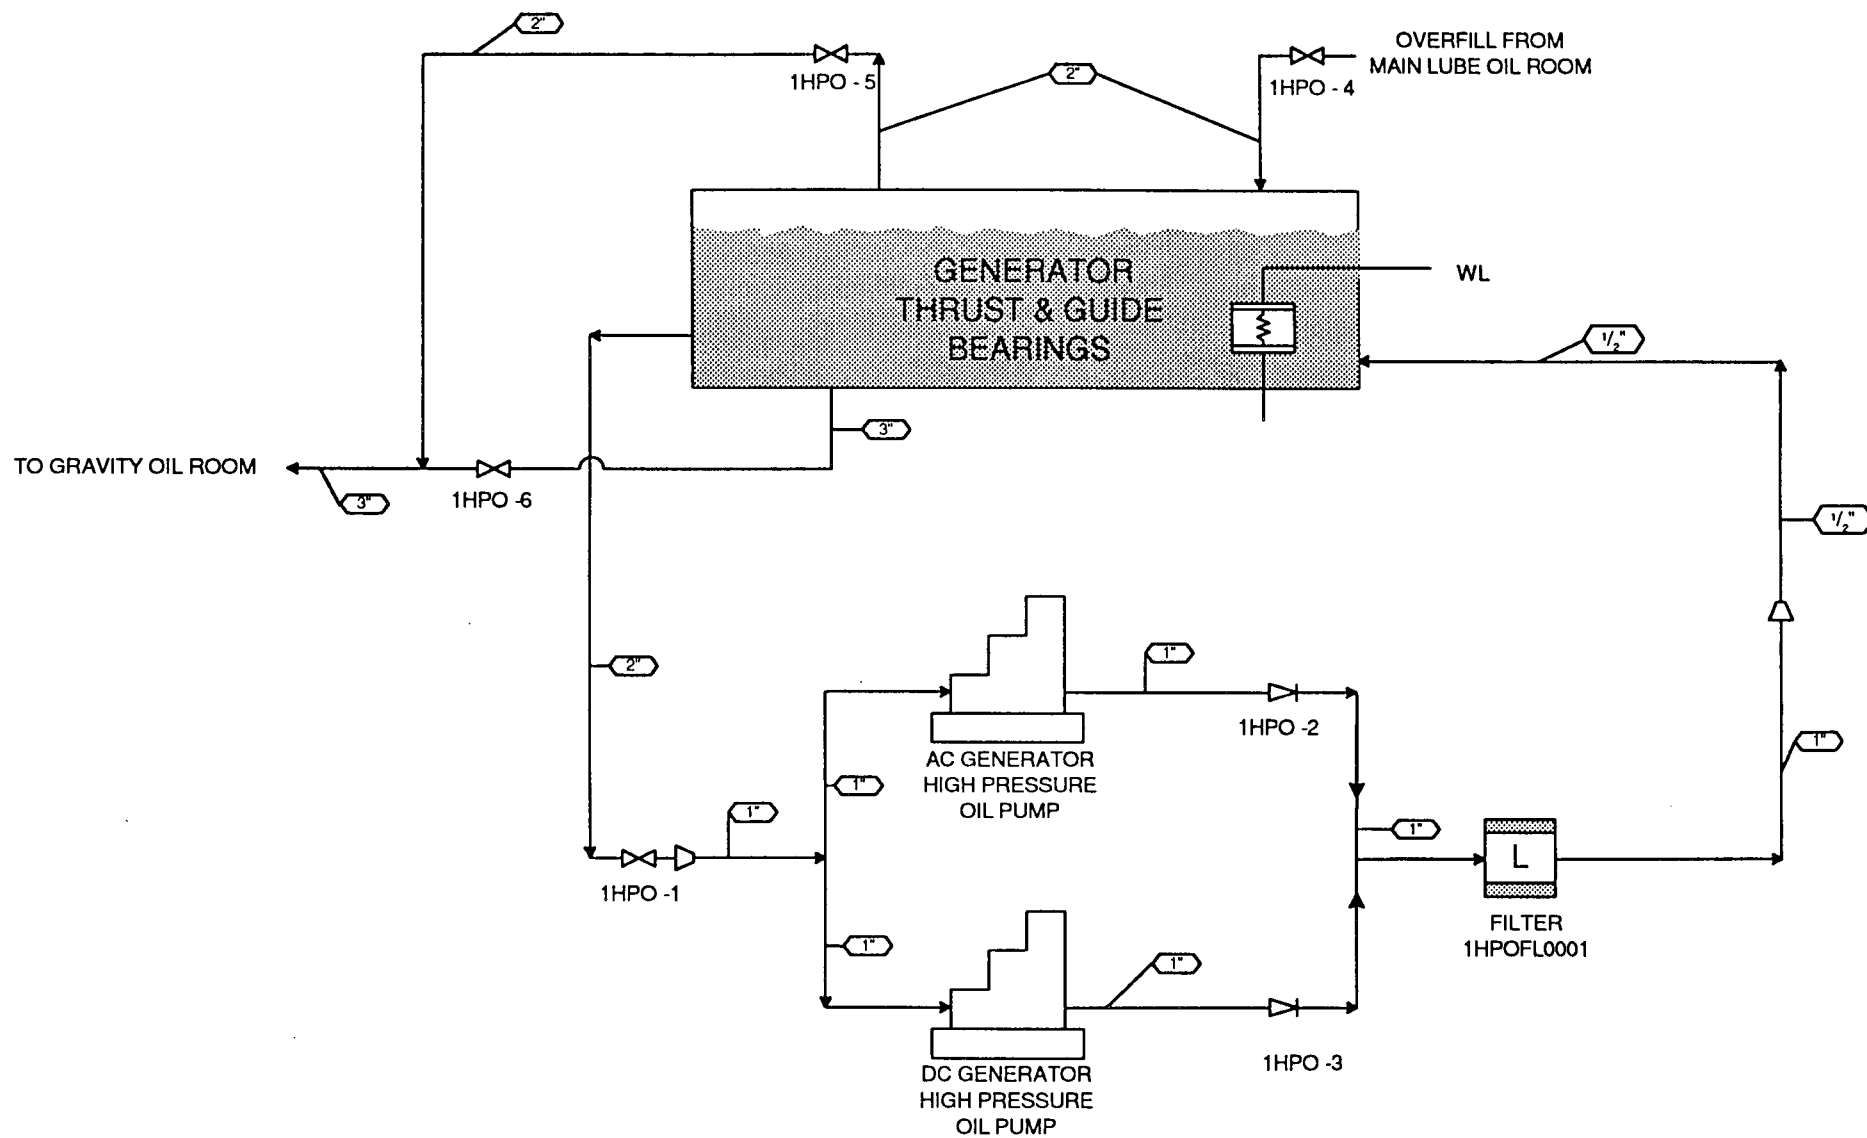 2"
OVERFILL FROM
MAIN LUBE OIL ROOM
1HPO - 5
2"
1HPO - 4
GENERATOR
THRUST & GUIDE
BEARINGS
WL
1/2"
3"
TO GRAVITY OIL ROOM
3"
1HPO -6
1/2"
2"
1"
1HPO -2
AC GENERATOR
HIGH PRESSURE
OIL PUMP
1"
1"
1"
1"
1HPO -1
L
FILTER
1HPOFL0001
1"
1"
1HPO -3
DC GENERATOR
HIGH PRESSURE
OIL PUMP